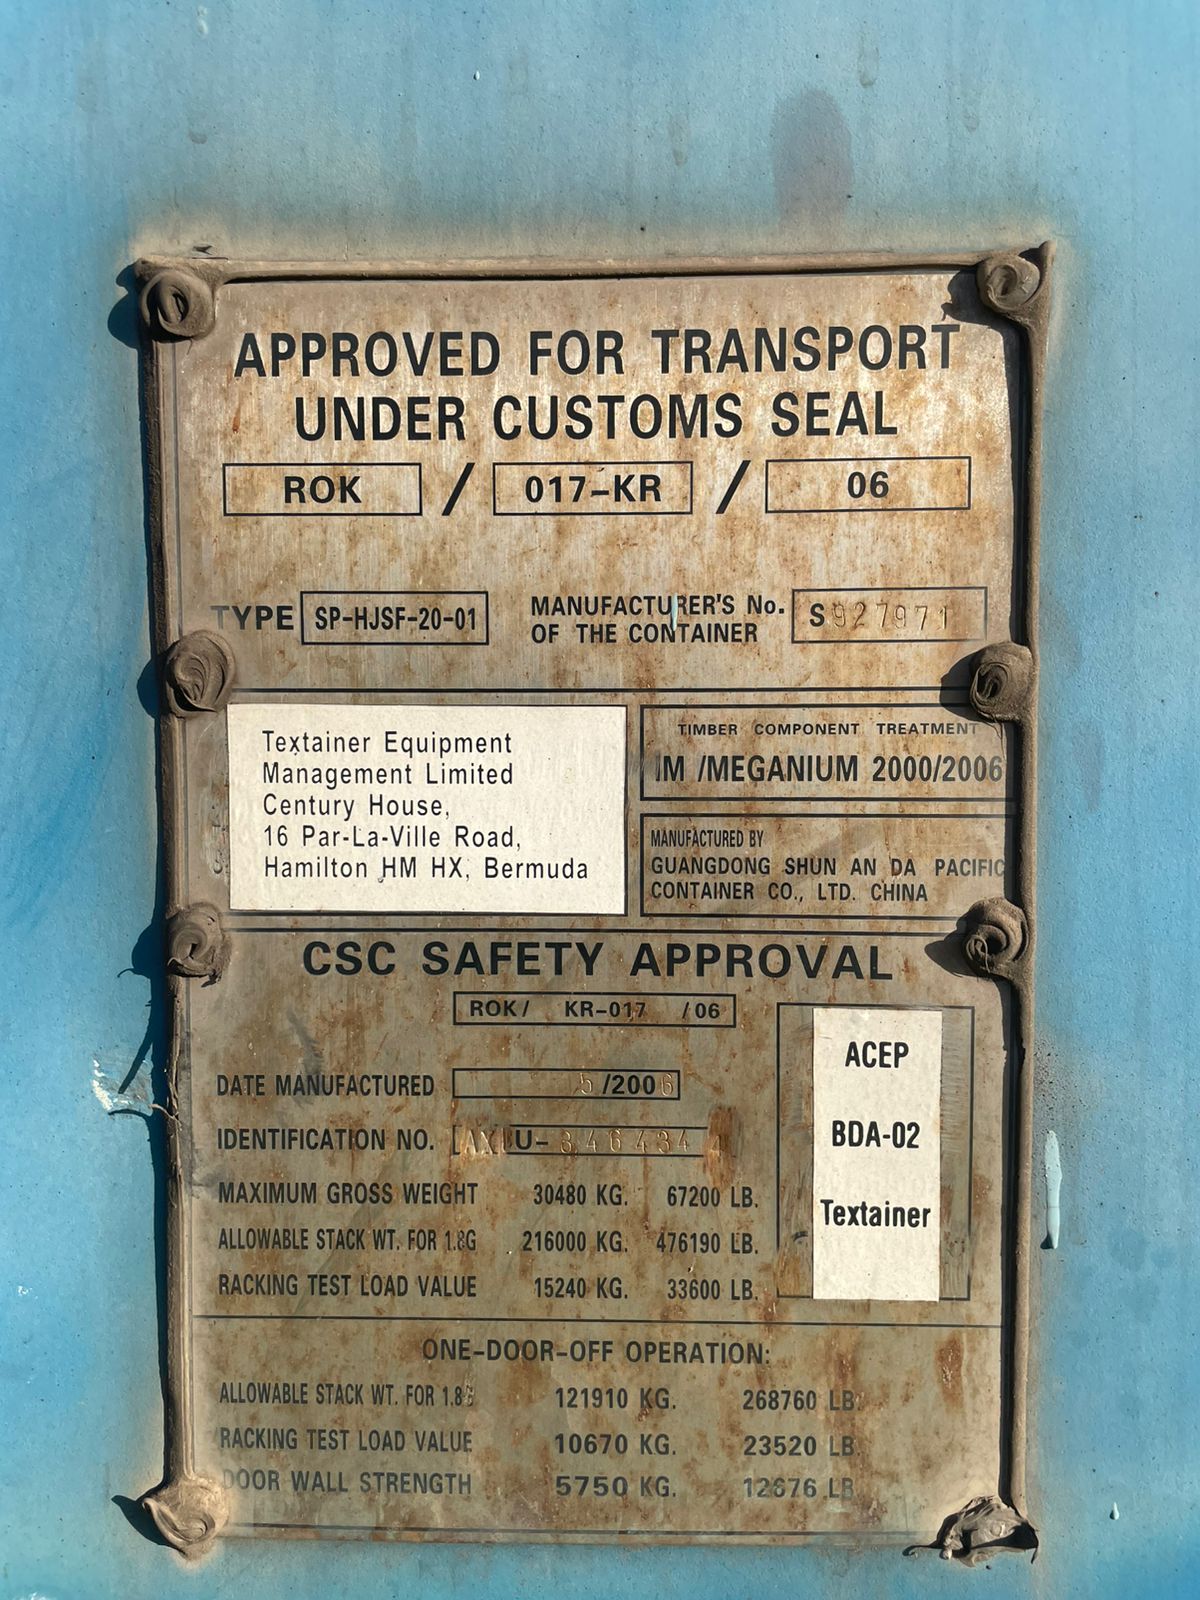 APPROVED FOR TRANSPORT
UNDER CUSTOMS SEAL
ROK / 017-KR / 06
TYPE SP-HJSF-20-01
MANUFACTURER'S No.
OF THE CONTAINER
S927971
Textainer Equipment
Management Limited
Century House,
16 Par-La-Ville Road,
Hamilton HM HX, Bermuda
TIMBER COMPONENT TREATMENT
IM /MEGANIUM 2000/2006
MANUFACTURED BY
GUANGDONG SHUN AN DA PACIFIC
CONTAINER CO., LTD. CHINA
CSC SAFETY APPROVAL
ROK/ KR-017 /06
DATE MANUFACTURED 5/2006
IDENTIFICATION NO.
MAXIMUM GROSS WEIGHT 30480 KG. 67200 LB.
ALLOWABLE STACK WT. FOR 1.8G 216000 KG. 476190 LB.
RACKING TEST LOAD VALUE 15240 KG. 33600 LB.
ACEP
BDA-02
Textainer
ONE-DOOR-OFF OPERATION:
ALLOWABLE STACK WT. FOR 1.8G 121910 KG. 268760 LB.
RACKING TEST LOAD VALUE 10670 KG. 23520 LB.
DOOR WALL STRENGTH 5750 KG. 12676 LB